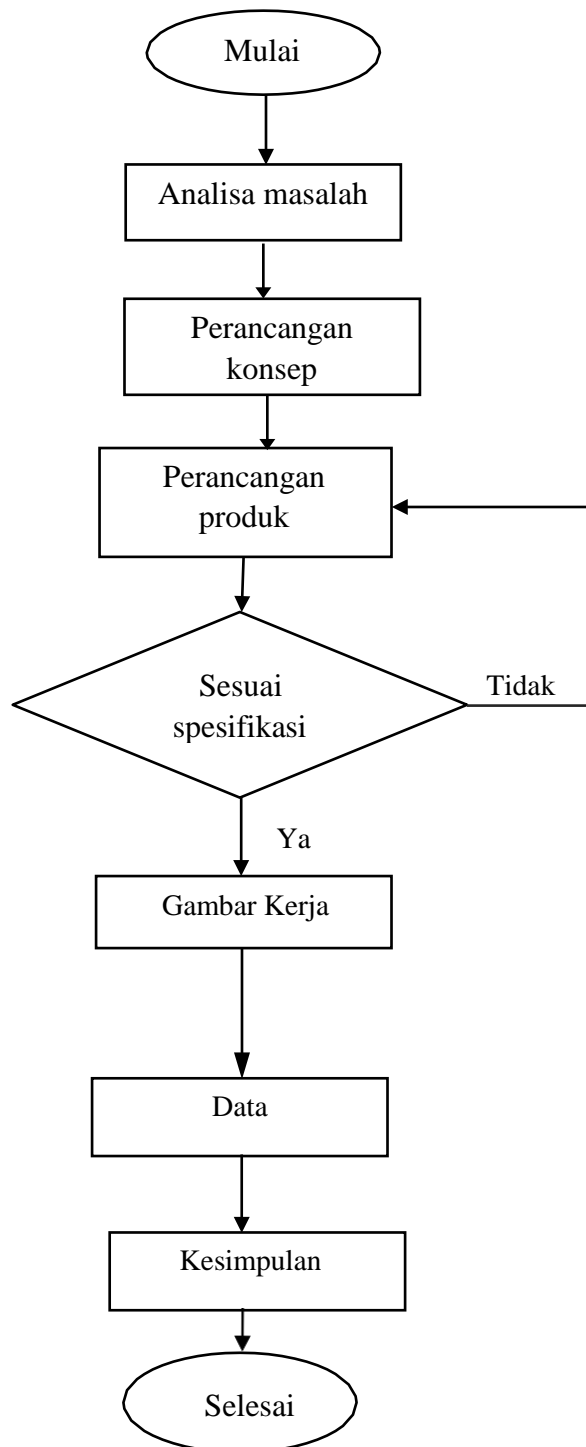 Mulai
Analisa masalah
Perancangan
konsep
Perancangan
produk
Sesuai
spesifikasi
Tidak
Ya
Gambar Kerja
Data
Kesimpulan
Selesai